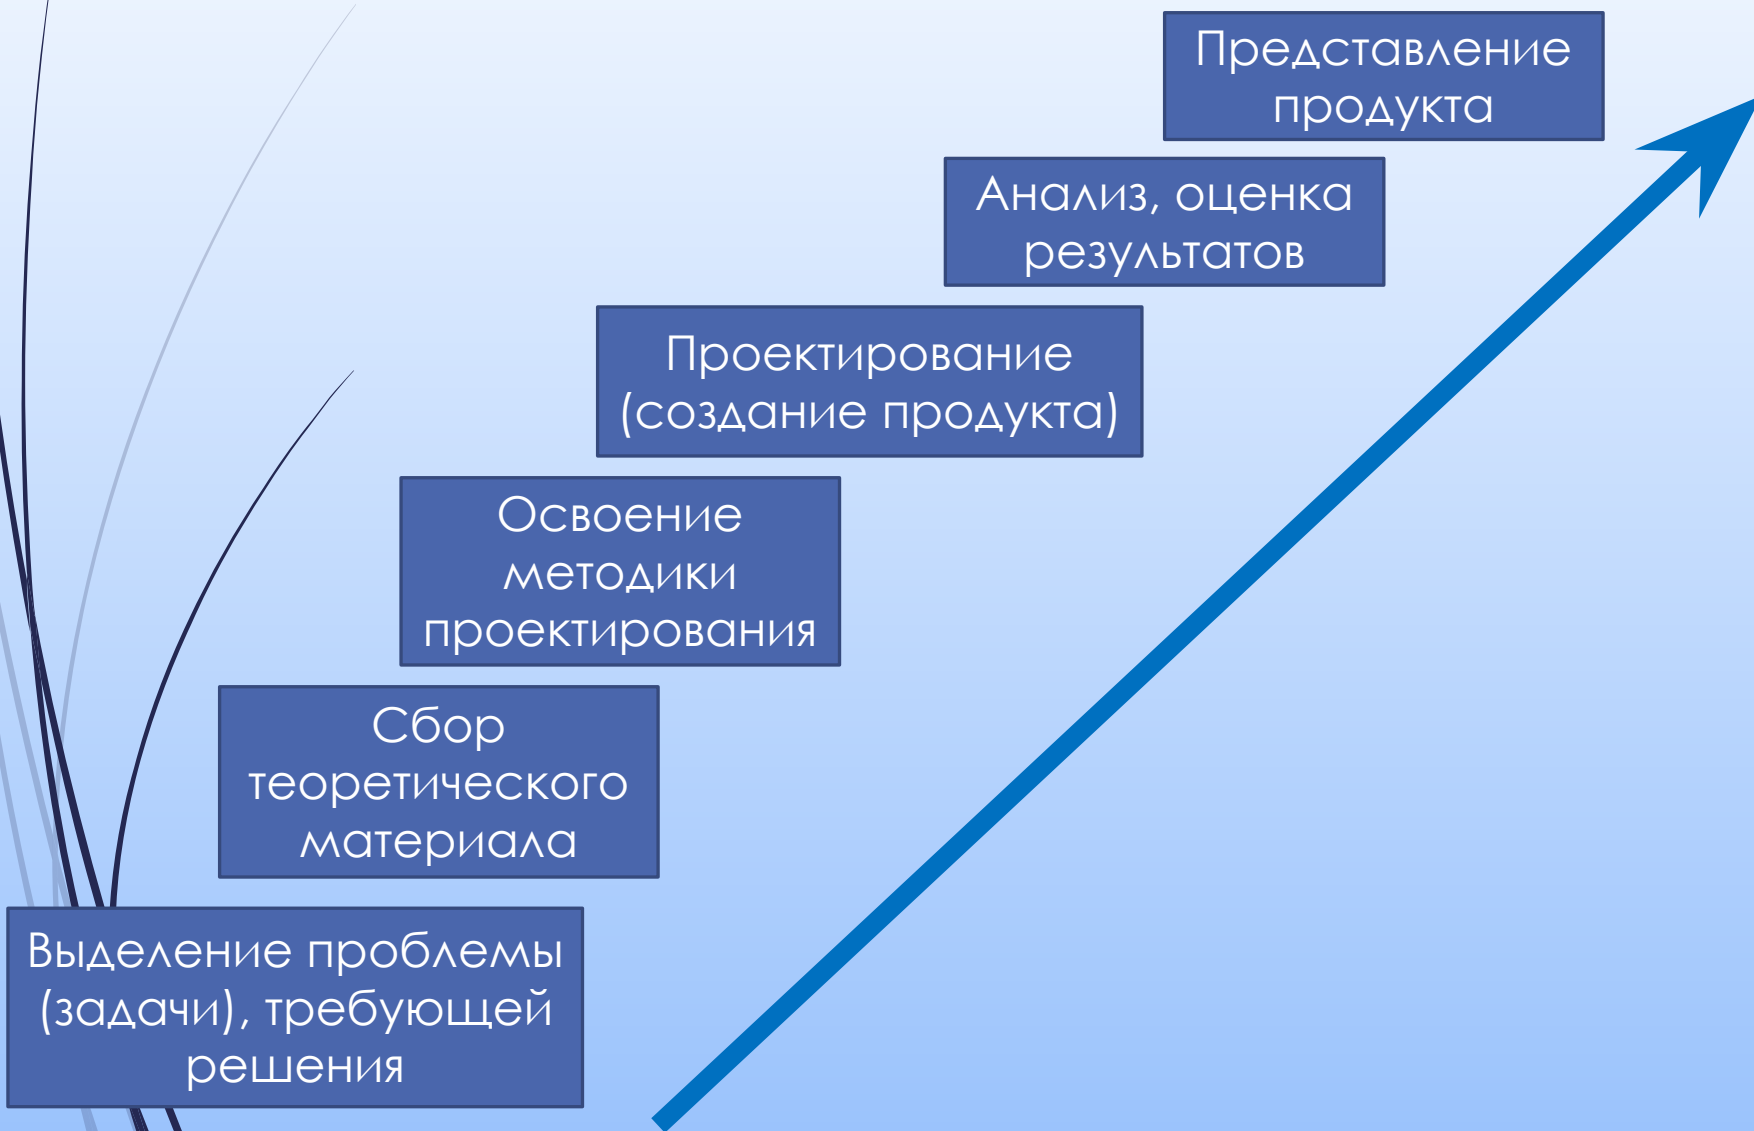 Представление
продукта
Анализ, оценка
результатов
Проектирование
(создание продукта)
Освоение
методики
проектирования
Сбор
теоретического
материала
Выделение проблемы
(задачи), требующей
решения